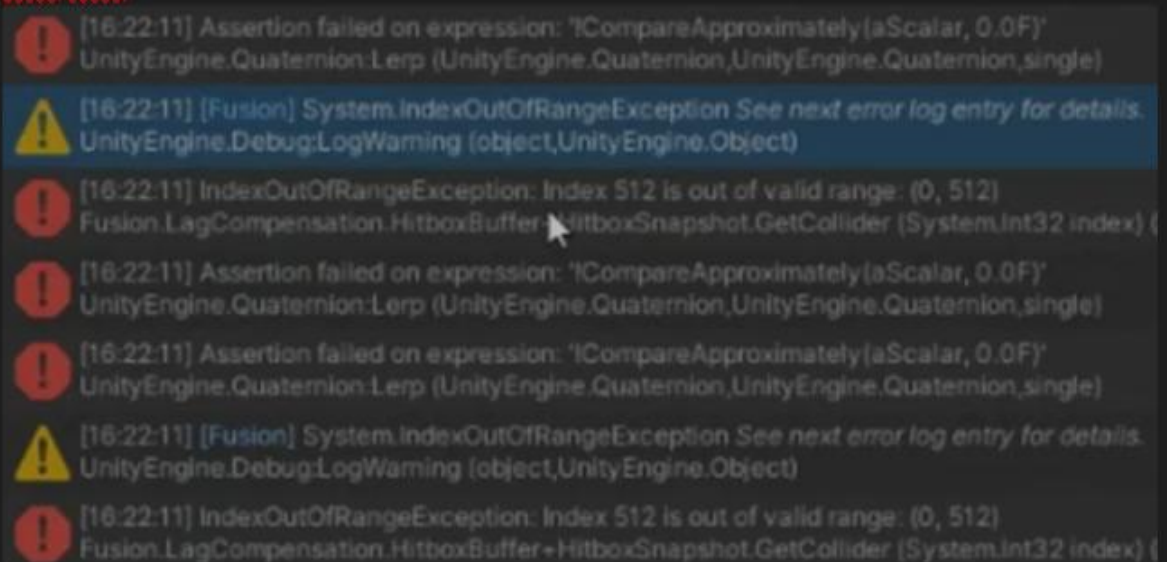 [16:22:11] Assertion failed on expression: '!CompareApproximately(aScalar, 0.0F)'
UnityEngine.Quaternion:Lerp (UnityEngine.Quaternion,UnityEngine.Quaternion,single)
[16:22:11] [Fusion] System.IndexOutOfRangeException See next error log entry for details.
UnityEngine.Debug:LogWarning (object,UnityEngine.Object)
[16:22:11] IndexOutOfRangeException: Index 512 is out of valid range: (0, 512)
Fusion.LagCompensation.HitboxBuffer+HitboxSnapshot.GetCollider (System.Int32 index) (
[16:22:11] Assertion failed on expression: '!CompareApproximately(aScalar, 0.0F)'
UnityEngine.Quaternion:Lerp (UnityEngine.Quaternion,UnityEngine.Quaternion,single)
[16:22:11] Assertion failed on expression: '!CompareApproximately(aScalar, 0.0F)'
UnityEngine.Quaternion:Lerp (UnityEngine.Quaternion,UnityEngine.Quaternion,single)
[16:22:11] [Fusion] System.IndexOutOfRangeException See next error log entry for details.
UnityEngine.Debug:LogWarning (object,UnityEngine.Object)
[16:22:11] IndexOutOfRangeException: Index 512 is out of valid range: (0, 512)
Fusion.LagCompensation.HitboxBuffer+HitboxSnapshot.GetCollider (System.Int32 index) (